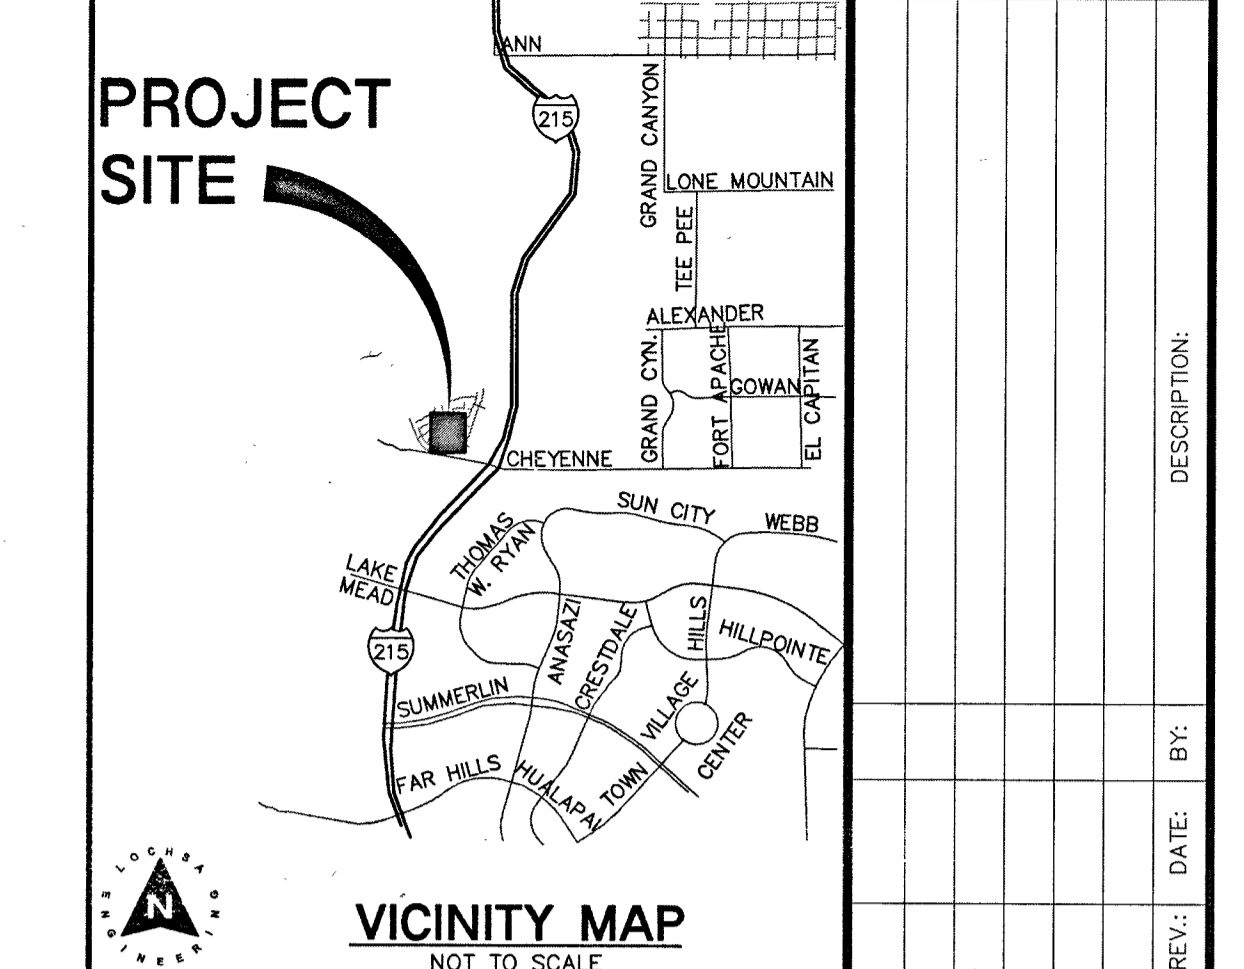 ANN
PROJECT
SITE
215
GRAND CANYON
LONE MOUNTAIN
TEE PEE
ALEXANDER
GRAND CYN.
FORT APACHE
GOWAN
EL CAPITAN
CHEYENNE
SUN CITY
WEBB
THOMAS
W. RYAN
LAKE
MEAD
ANASAZI
CRESTDALE
HILLS
HILLPOINTE
215
SUMMERLIN
VILLAGE
CENTER
TOWN
FAR HILLS
HUALAPAI
LOCHSA
ENGINEERING
N
VICINITY MAP
NOT TO SCALE
DESCRIPTION:
BY:
DATE:
REV.: